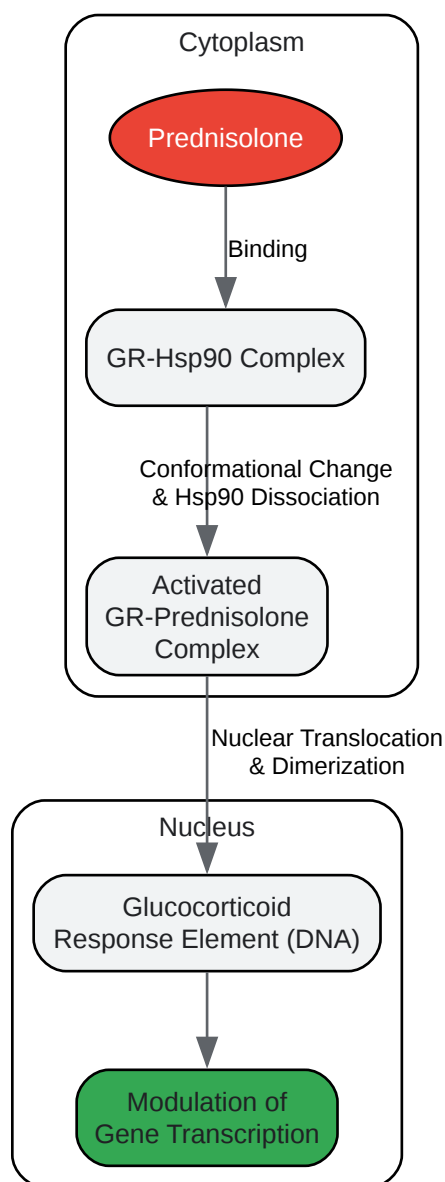 Cytoplasm
Prednisolone
Binding
GR-Hsp90 Complex
Conformational Change
& Hsp90 Dissociation
Activated
GR-Prednisolone
Complex
Nuclear Translocation
& Dimerization
Nucleus
Glucocorticoid
Response Element (DNA)
Modulation of
Gene Transcription